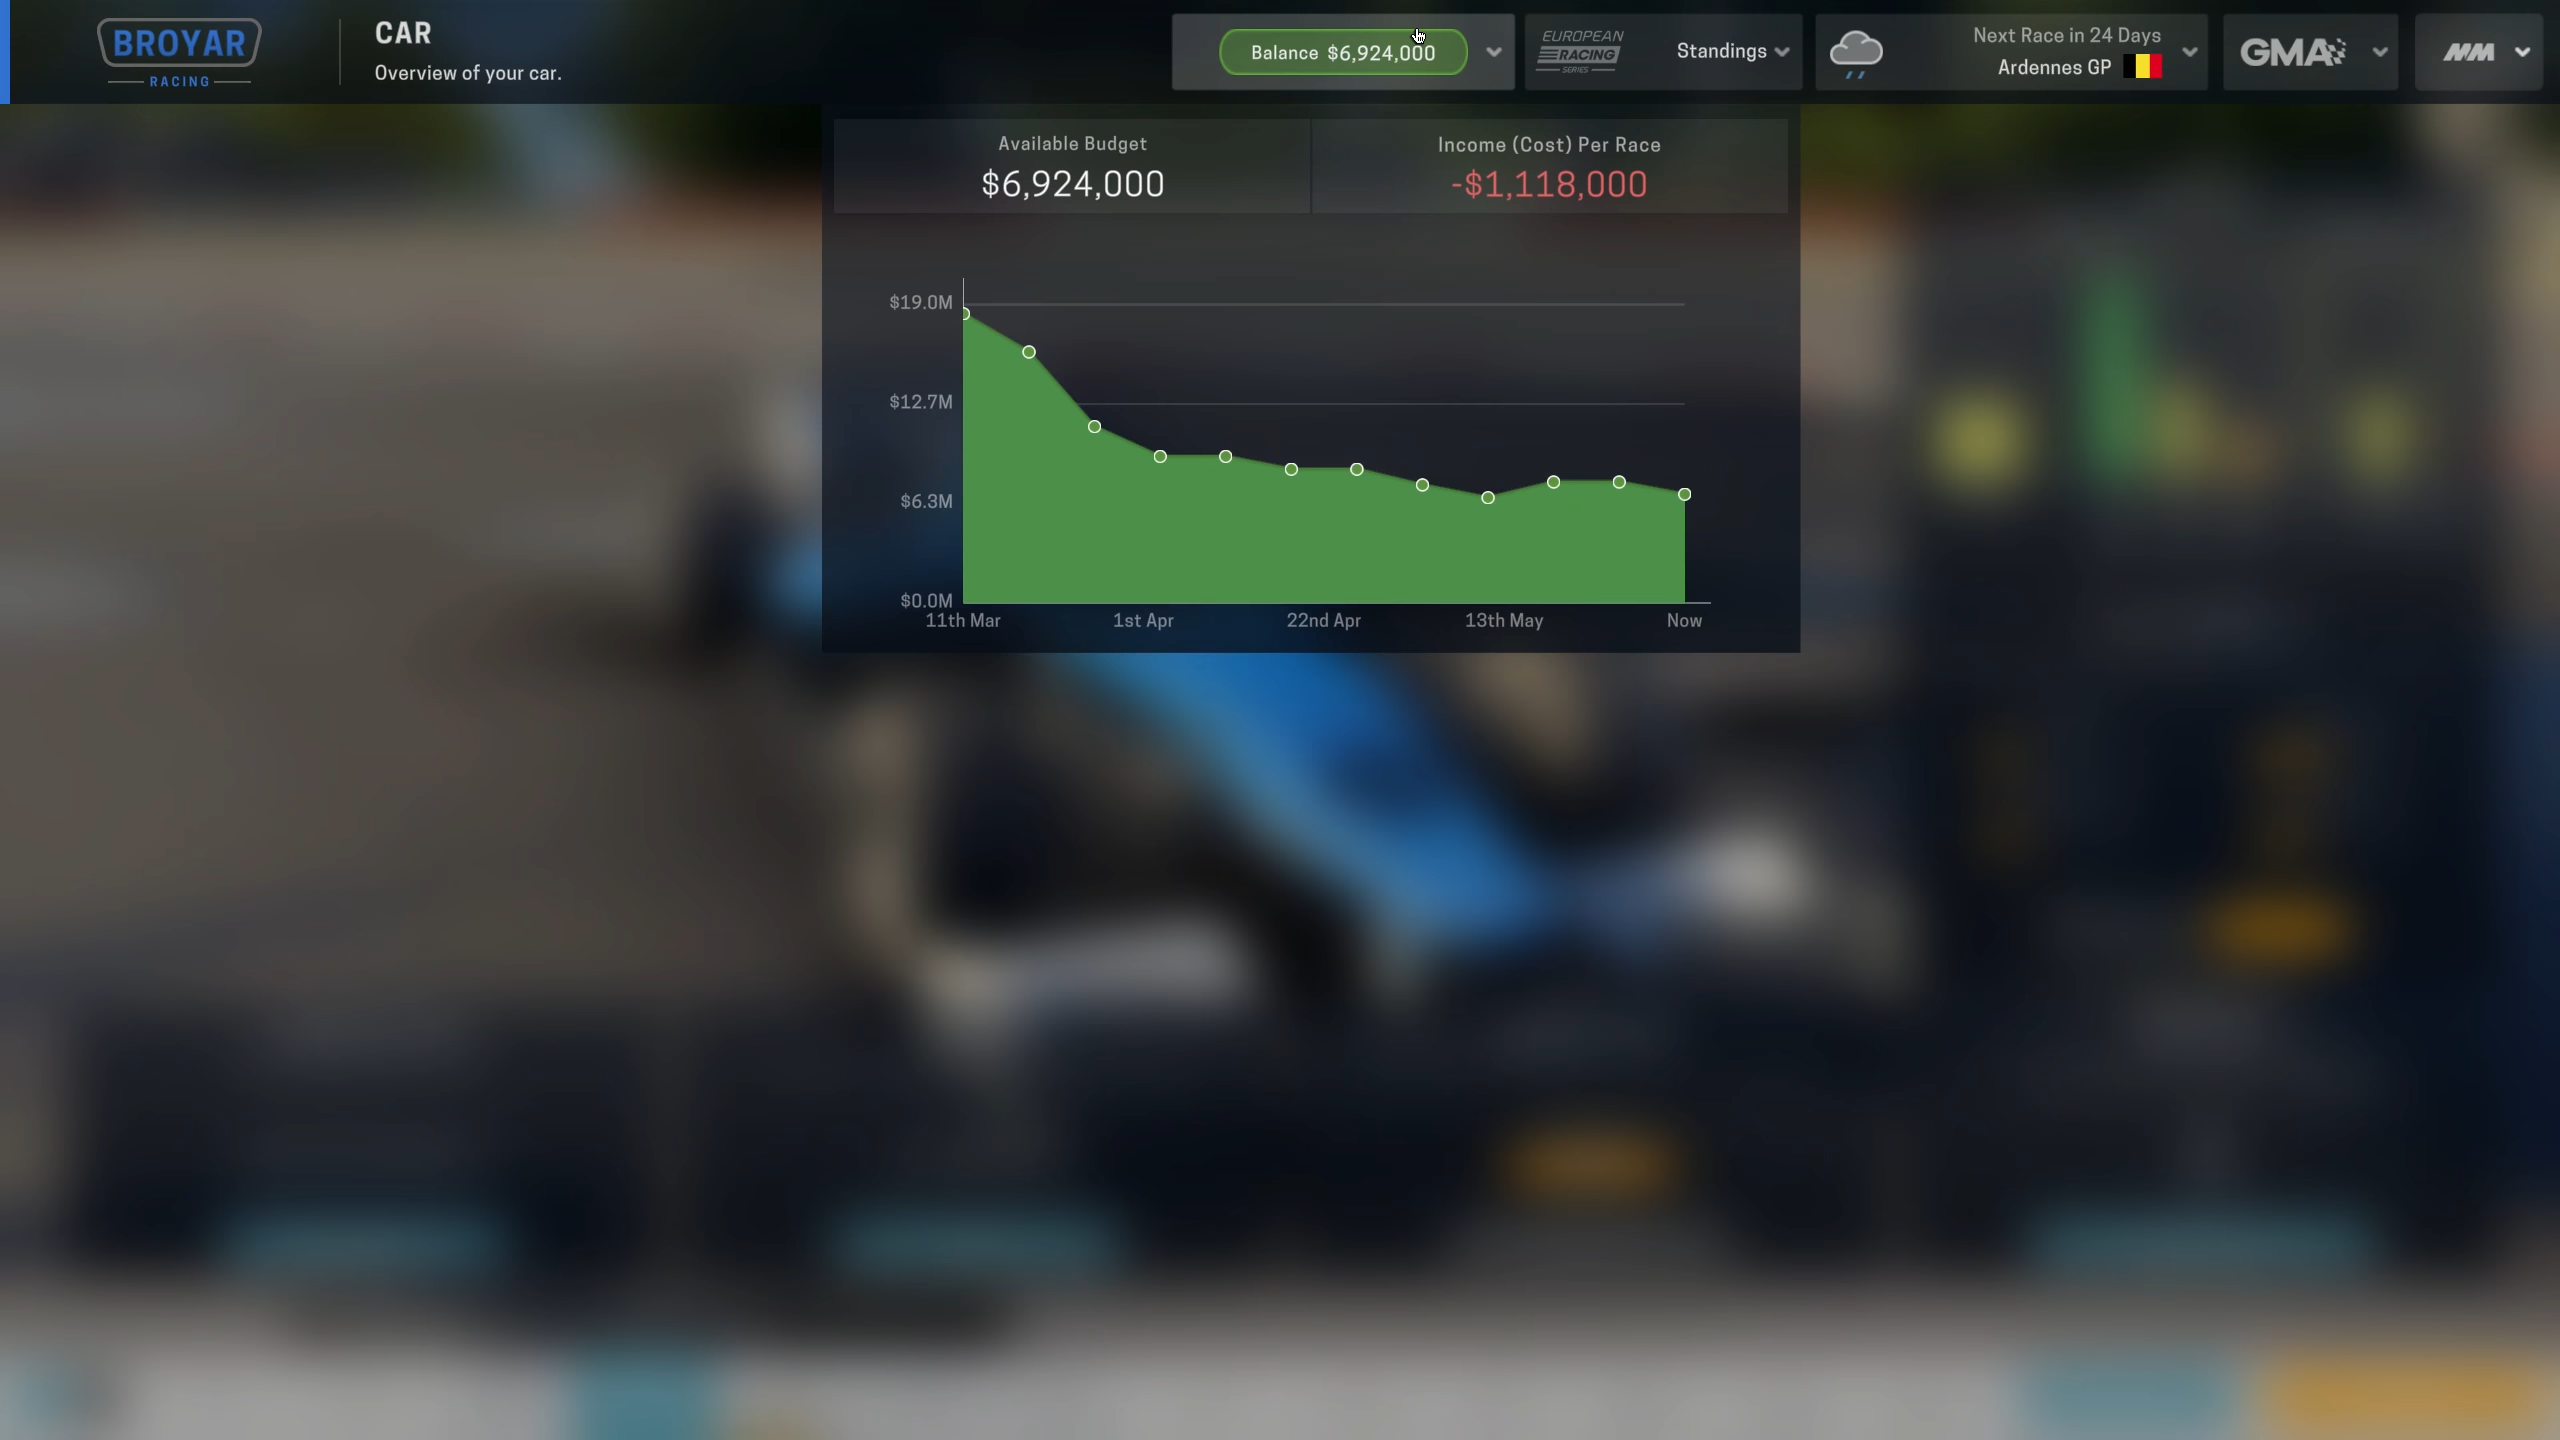 BROYAR
RACING
CAR
Overview of your car.
Balance $6,924,000
EUROPEAN
RACING
SERIES
Standings
Next Race in 24 Days
Ardennes GP
GMA
MM
Available Budget
$6,924,000
Income (Cost) Per Race
-$1,118,000
$19.0M
$12.7M
$6.3M
$0.0M
11th Mar
1st Apr
22nd Apr
13th May
Now